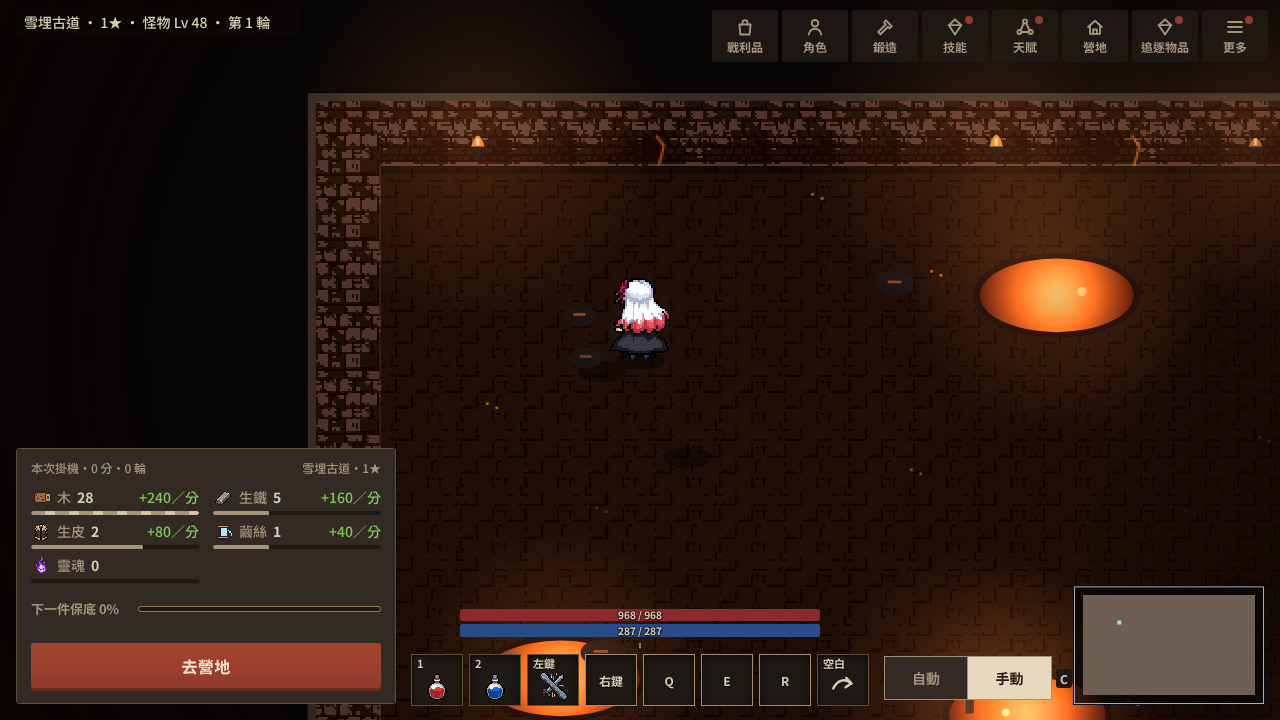 雪埋古道 • 1★ • 怪物 Lv 48 • 第 1 輪
戰利品
角色
鍛造
技能
天賦
營地
追逐物品
更多
本次掛機・0 分・0 輪
雪埋古道・1★
木 28 +240／分
生鐵 5 +160／分
生皮 2 +80／分
繭絲 1 +40／分
靈魂 0
下一件保底 0%
去營地
968 / 968
287 / 287
1
2
左鍵
右鍵
Q
E
R
空白
自動
手動
C